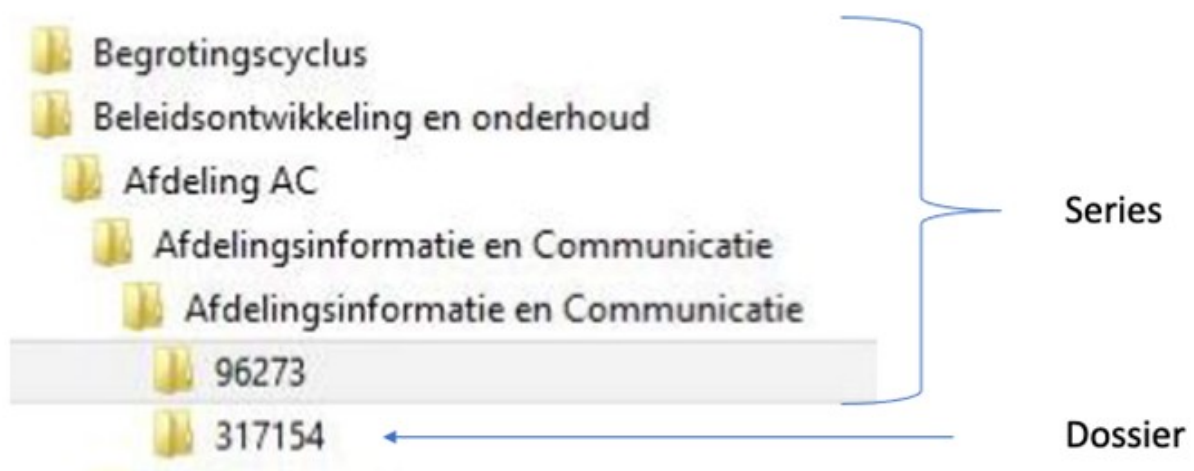 Begrotingscyclus
Beleidsontwikkeling en onderhoud
Afdeling AC
Afdelingsinformatie en Communicatie
Afdelingsinformatie en Communicatie
96273
317154
Series
Dossier